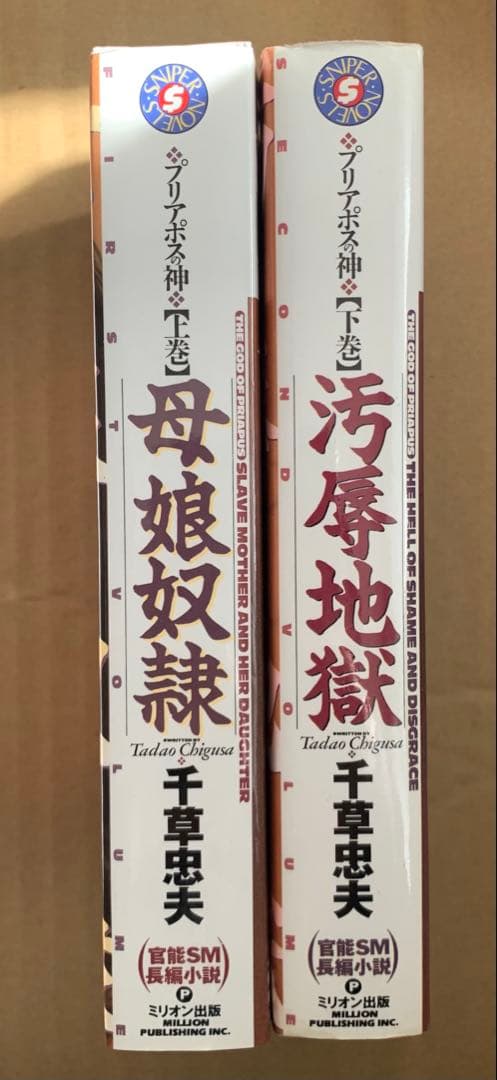 SNIPER NOVELS
S
FIRST VOLUME
❖プリアポスの神❖【上巻】
母娘奴隷
(THE GOD OF PRIAPUS) SLAVE MOTHER AND HER DAUGHTER
WRITTEN BY
Tadao Chigusa
千草忠夫
(官能SM
長編小説)
P
ミリオン出版
MILLION
PUBLISHING INC.
SNIPER NOVELS
S
SECOND VOLUME
❖プリアポスの神❖【下巻】
汚辱地獄
(THE GOD OF PRIAPUS) THE HELL OF SHAME AND DISGRACE
WRITTEN BY
Tadao Chigusa
千草忠夫
(官能SM
長編小説)
P
ミリオン出版
MILLION
PUBLISHING INC.